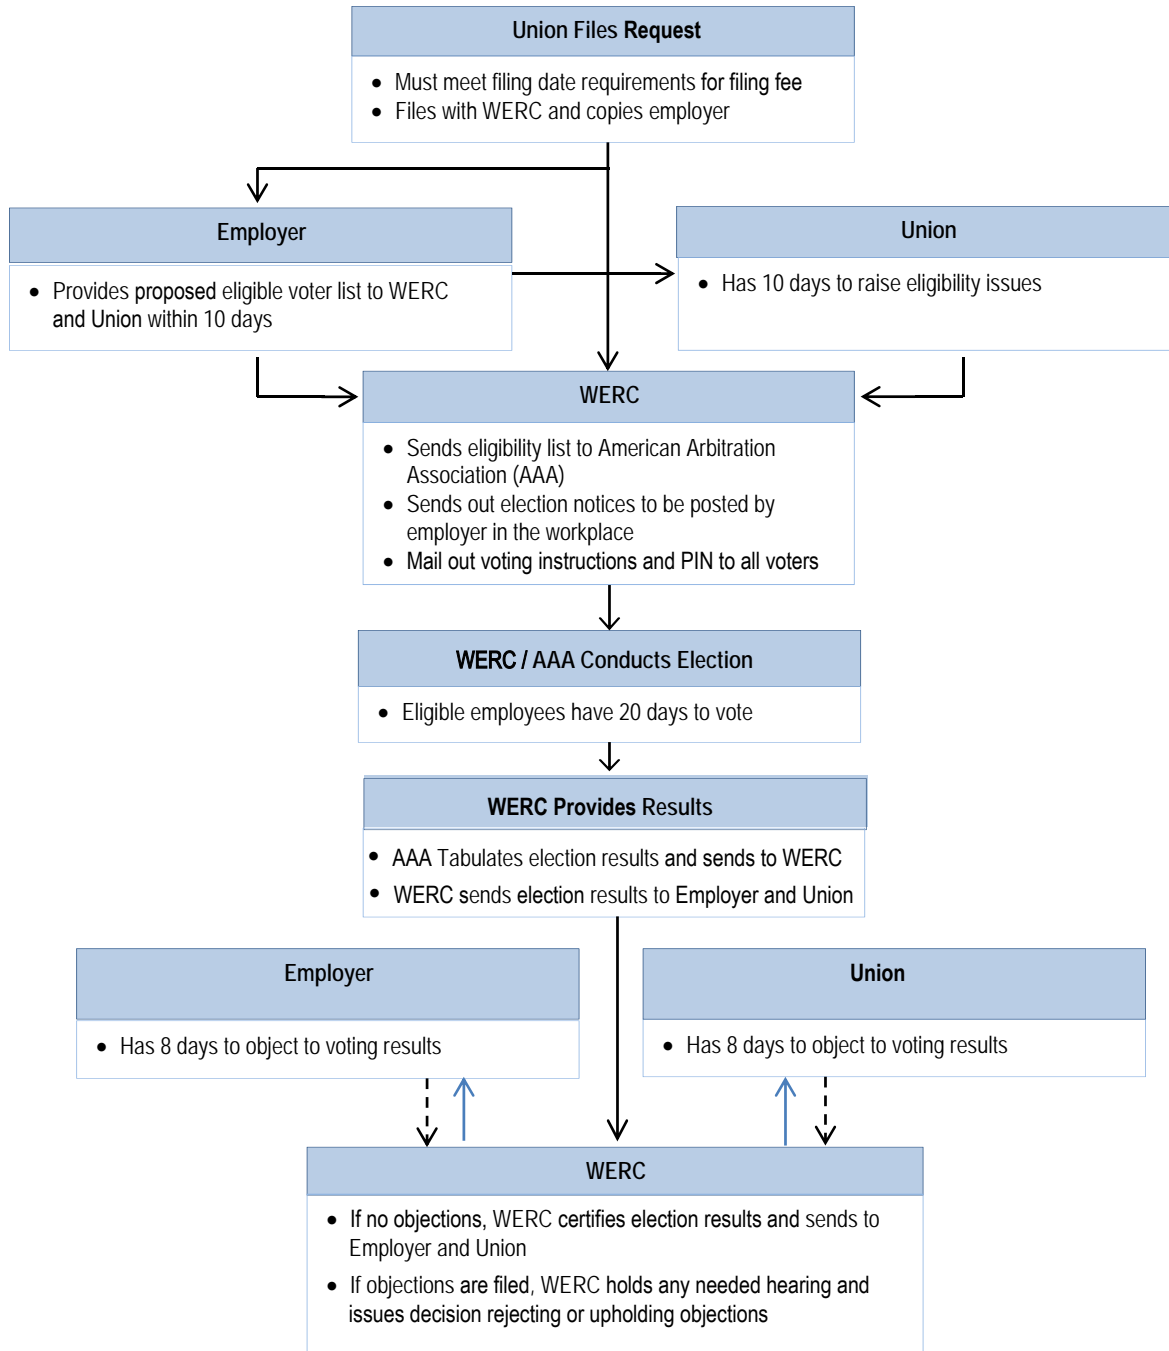 Union Files Request
• Must meet filing date requirements for filing fee
• Files with WERC and copies employer
Employer
• Provides proposed eligible voter list to WERC
and Union within 10 days
Union
• Has 10 days to raise eligibility issues
WERC
• Sends eligibility list to American Arbitration
Association (AAA)
• Sends out election notices to be posted by
employer in the workplace
• Mail out voting instructions and PIN to all voters
WERC / AAA Conducts Election
• Eligible employees have 20 days to vote
WERC Provides Results
• AAA Tabulates election results and sends to WERC
• WERC sends election results to Employer and Union
Employer
• Has 8 days to object to voting results
Union
• Has 8 days to object to voting results
WERC
• If no objections, WERC certifies election results and sends to
Employer and Union
• If objections are filed, WERC holds any needed hearing and
issues decision rejecting or upholding objections